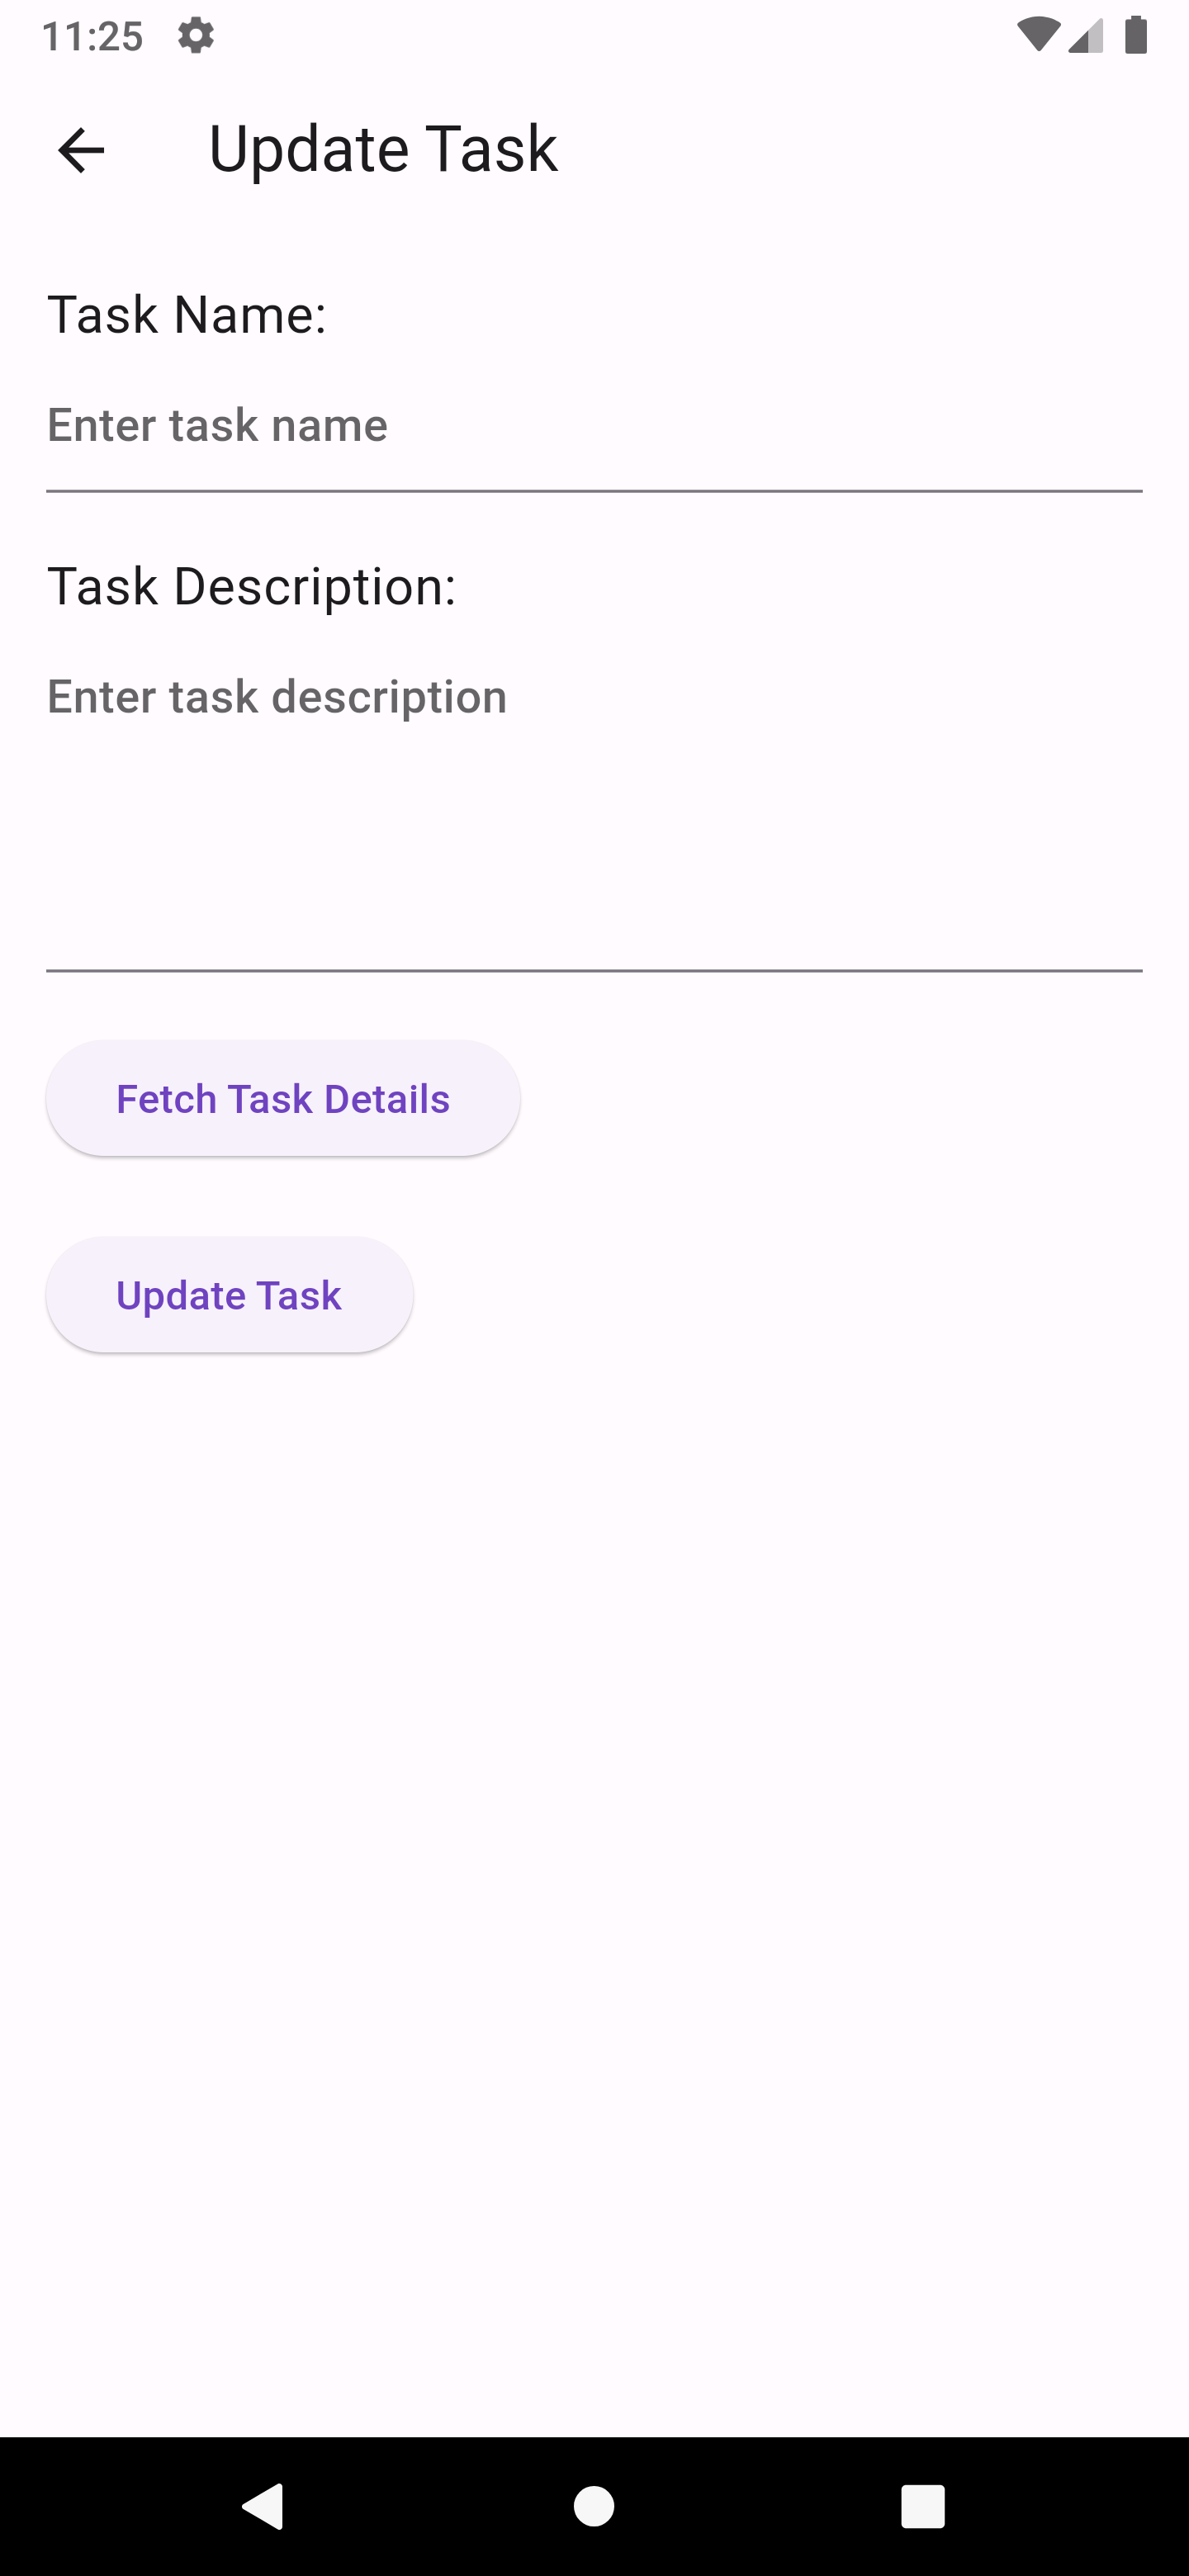 11:25
Update Task
Task Name:
Enter task name
Task Description:
Enter task description
Fetch Task Details
Update Task